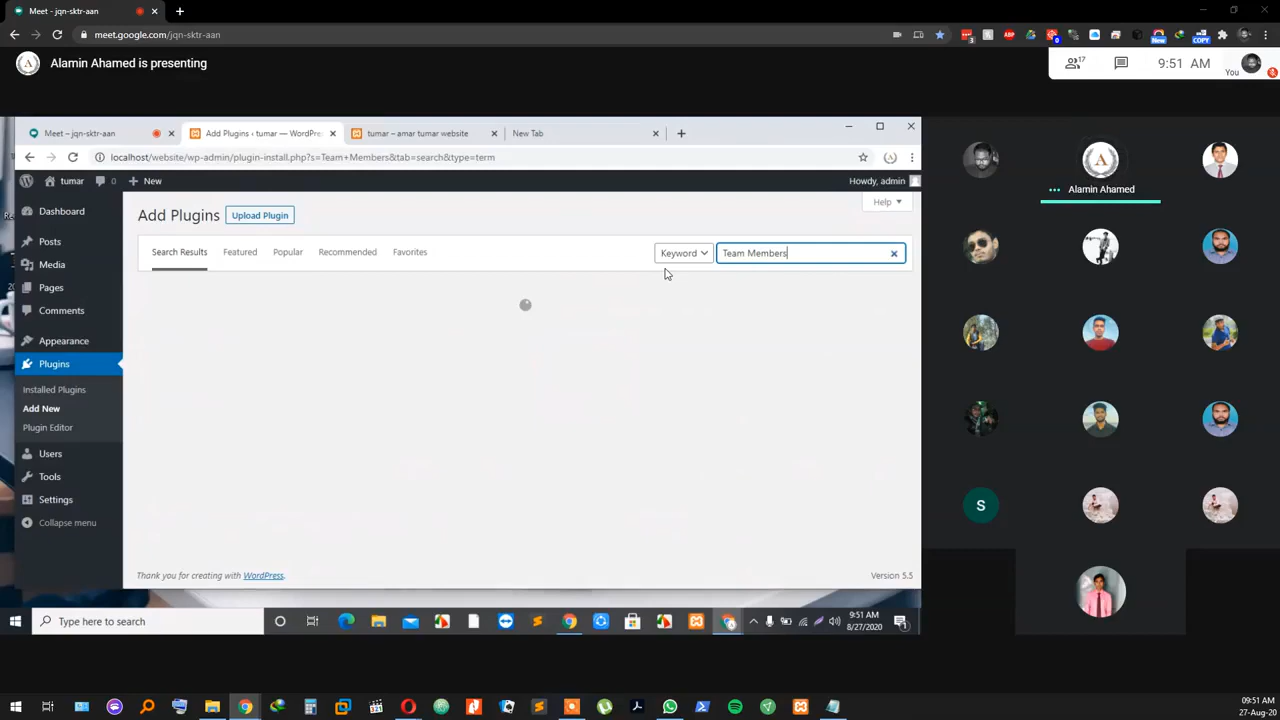 Meet - jqn-sktr-aan
meet.google.com/jqn-sktr-aan
3
0
New
COPY
Alamin Ahamed is presenting
17
9:51 AM
You
Meet – jqn-sktr-aan
Add Plugins ‹ tumar — WordPre
tumar – amar tumar website
New Tab
localhost/website/wp-admin/plugin-install.php?s=Team+Members&tab=search&type=term
tumar
0
New
Howdy, admin
Dashboard
Posts
Media
Pages
Comments
Appearance
Plugins
Installed Plugins
Add New
Plugin Editor
Users
Tools
Settings
Collapse menu
Add Plugins
Upload Plugin
Help
Search Results
Featured
Popular
Recommended
Favorites
Keyword
Team Members
Thank you for creating with WordPress.
Version 5.5
A
Alamin Ahamed
S
Type here to search
9:51 AM
8/27/2020
1
09:51 AM
27-Aug-20